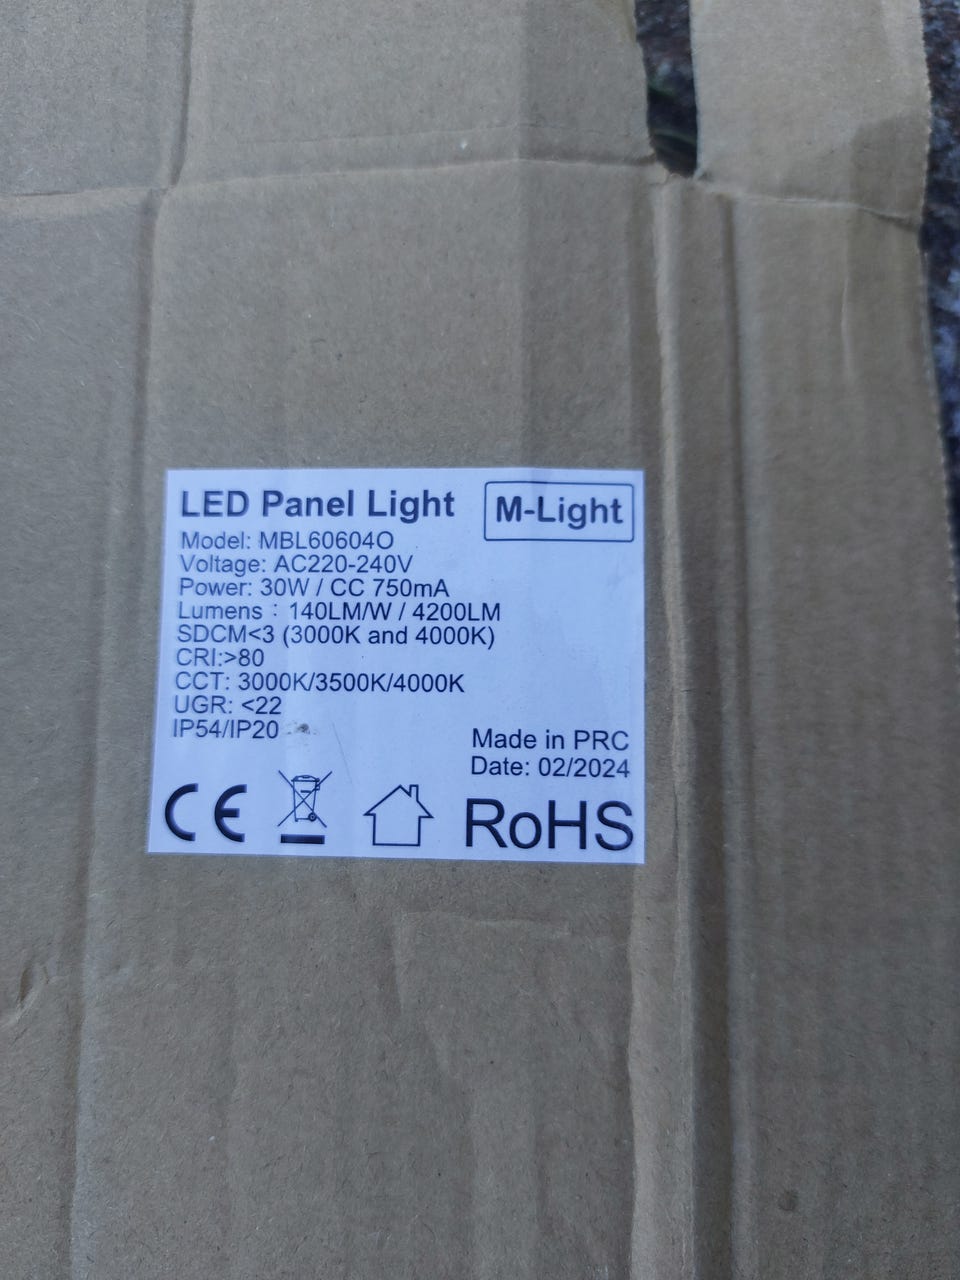 LED Panel Light
M-Light
Model: MBL60604O
Voltage: AC220-240V
Power: 30W / CC 750mA
Lumens : 140LM/W / 4200LM
SDCM<3 (3000K and 4000K)
CRI:>80
CCT: 3000K/3500K/4000K
UGR: <22
IP54/IP20
Made in PRC
Date: 02/2024
CE
RoHS